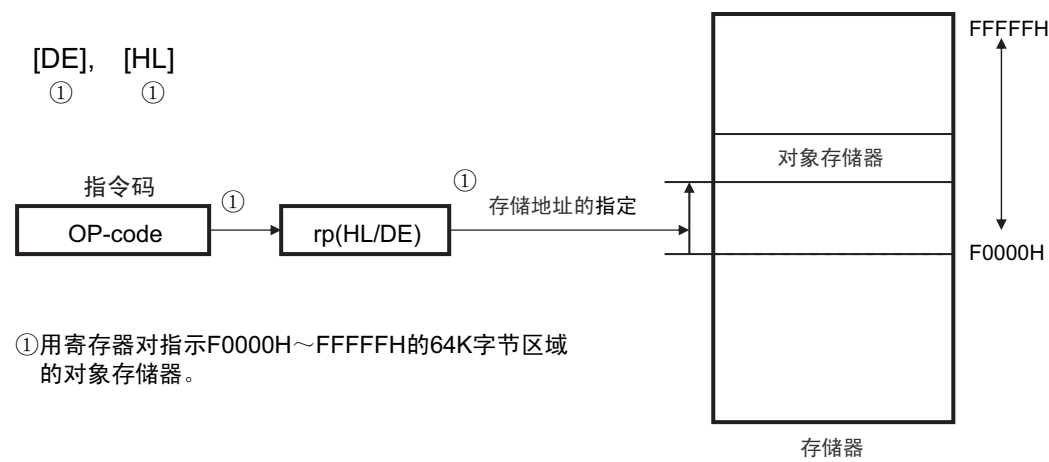 FFFFFH
[DE], [HL]
① ①
对象存储器
指令码
① ①
存储地址的指定
OP-code
rp(HL/DE)
F0000H
①用寄存器对指示F0000H～FFFFFH的64K字节区域
的对象存储器。
存储器